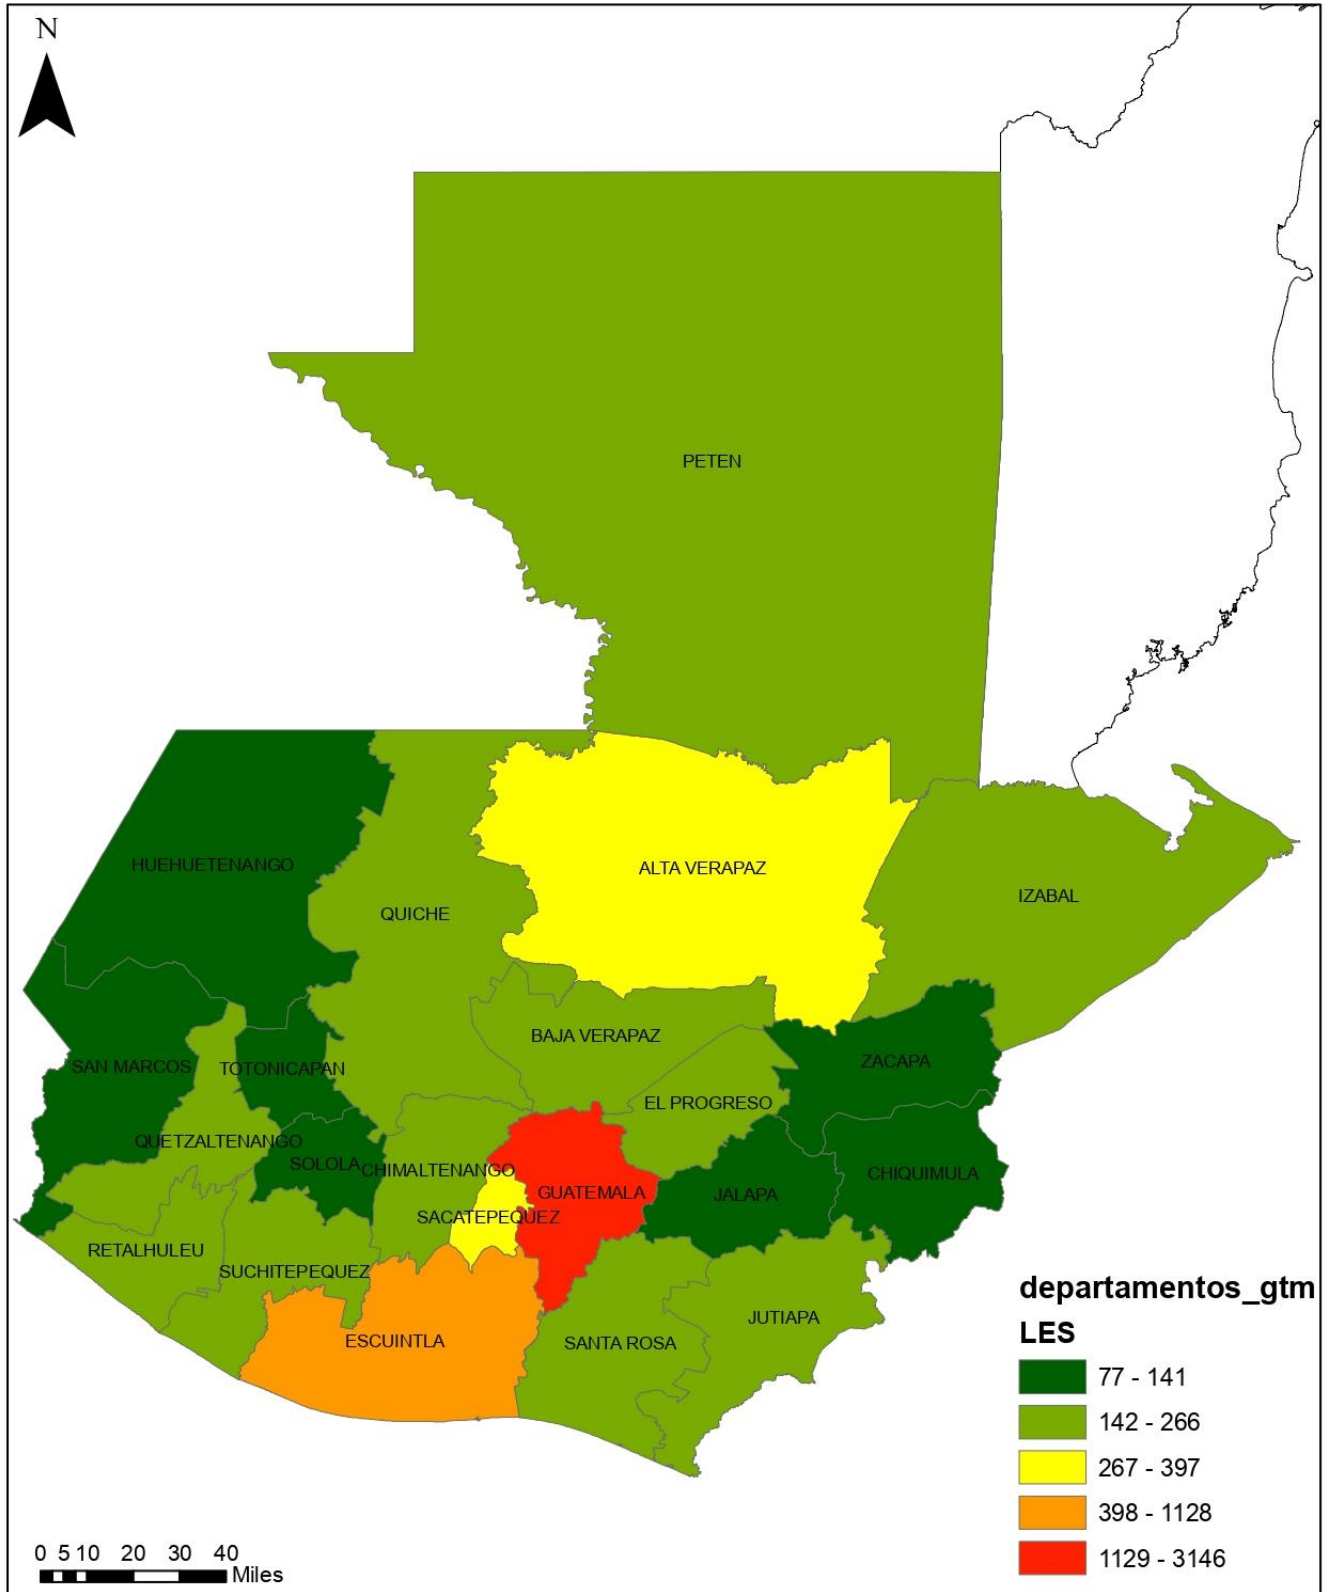 N
PETEN
HUEHUETENANGO
ALTA VERAPAZ
IZABAL
QUICHE
BAJA VERAPAZ
ZACAPA
SAN MARCOS
TOTONICAPAN
EL PROGRESO
QUETZALTENANGO
SOLOLA
CHIMALTENANGO
CHIQUIMULA
GUATEMALA
JALAPA
SACATEPEQUEZ
RETALHULEU
SUCHITEPEQUEZ
JUTIAPA
ESCUINTLA
SANTA ROSA
departamentos_gtm
LES
77 - 141
142 - 266
267 - 397
398 - 1128
1129 - 3146
0 5 10 20 30 40
Miles